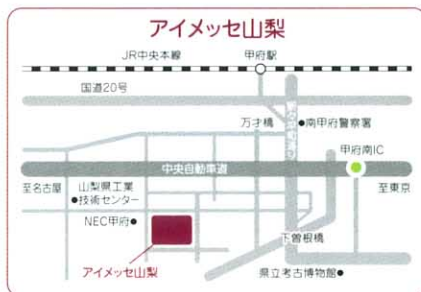 アイメッセ山梨
JR中央本線
甲府駅
国道20号
万才橋
●南甲府警察署
甲府南IC
中央自動車道
至名古屋
至東京
山梨県工業
●技術センター
NEC甲府●
下曽根橋
アイメッセ山梨
県立考古博物館●